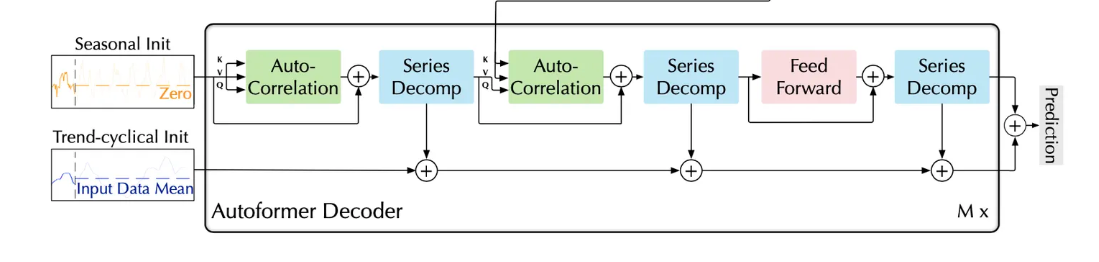 Seasonal Init
Zero
Trend-cyclical Init
Input Data Mean
K
V
Q
Auto-
Correlation
+
Series
Decomp
K
V
Q
Auto-
Correlation
+
Series
Decomp
Feed
Forward
+
Series
Decomp
+
+
+
+
Prediction
Autoformer Decoder
M x